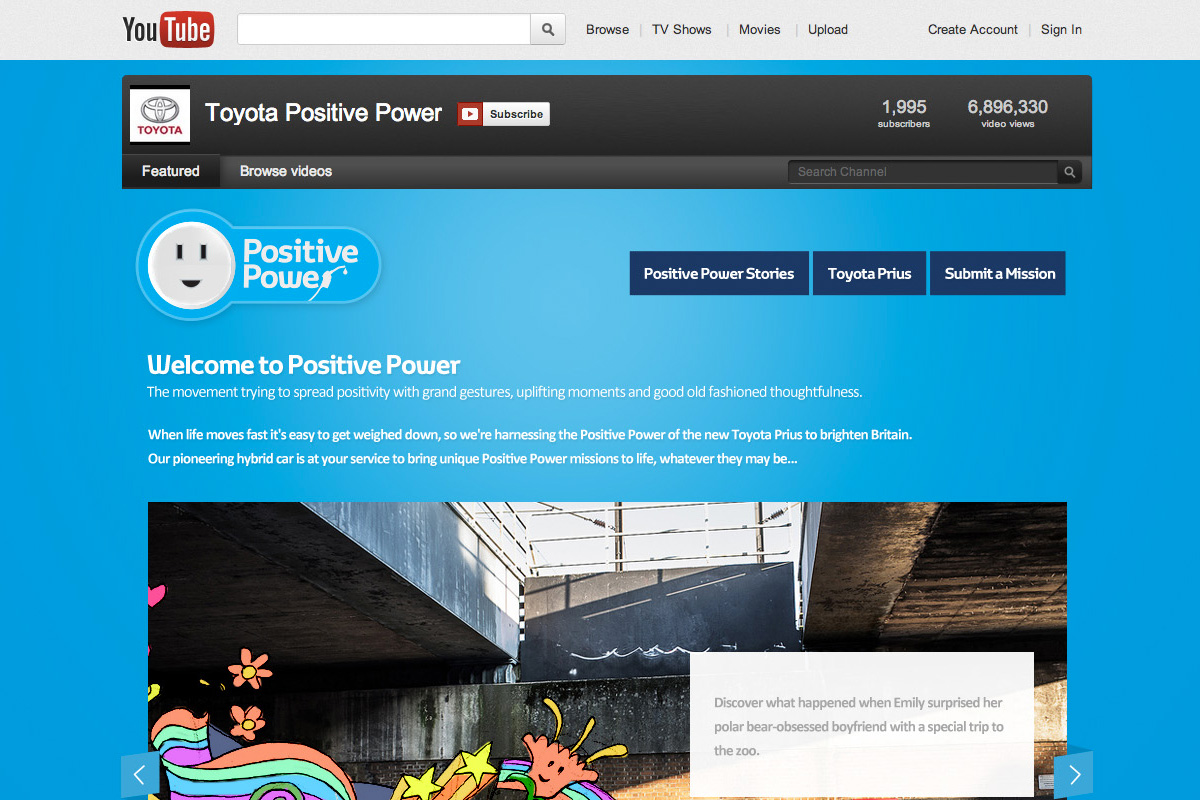 YouTube
Browse
TV Shows
Movies
Upload
Create Account
Sign In
TOYOTA
Toyota Positive Power
Subscribe
1,995
subscribers
6,896,330
video views
Featured
Browse videos
Search Channel
Positive
Power
Positive Power Stories
Toyota Prius
Submit a Mission
Welcome to Positive Power
The movement trying to spread positivity with grand gestures, uplifting moments and good old fashioned thoughtfulness.
When life moves fast it's easy to get weighed down, so we're harnessing the Positive Power of the new Toyota Prius to brighten Britain.
Our pioneering hybrid car is at your service to bring unique Positive Power missions to life, whatever they may be...
Discover what happened when Emily surprised her
polar bear-obsessed boyfriend with a special trip to
the zoo.